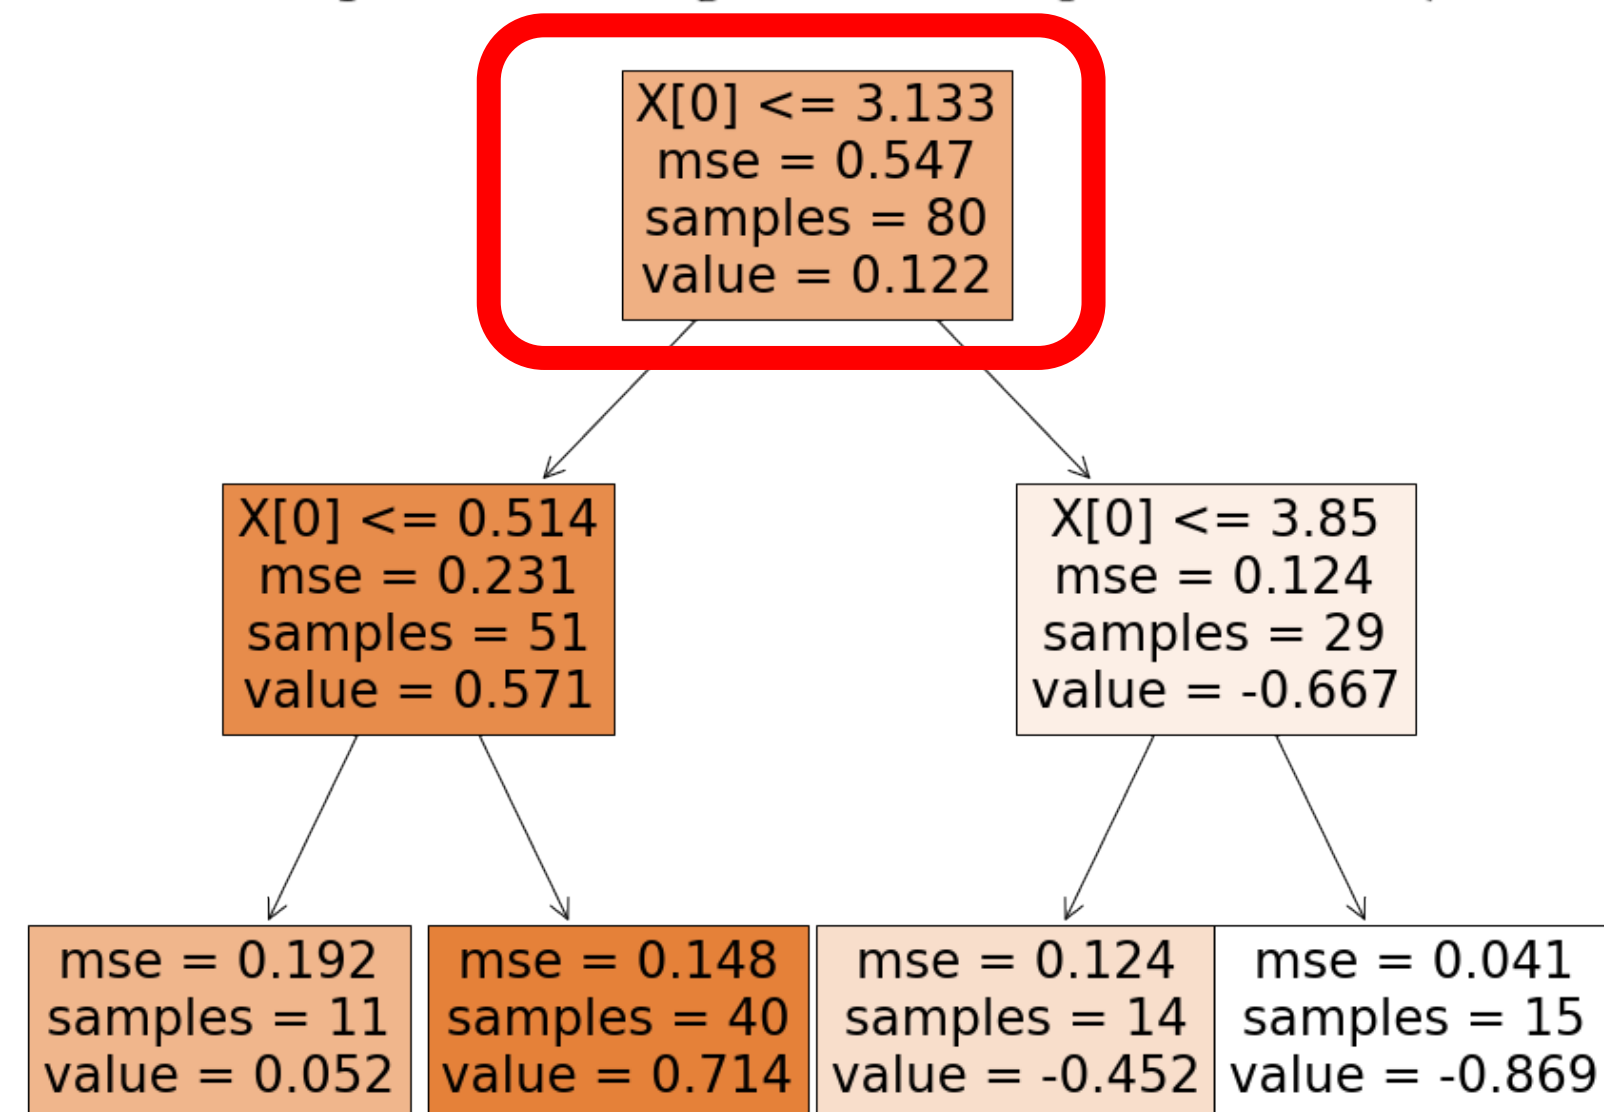 X[0] <= 3.133
mse = 0.547
samples = 80
value = 0.122
X[0] <= 0.514
mse = 0.231
samples = 51
value = 0.571
X[0] <= 3.85
mse = 0.124
samples = 29
value = -0.667
mse = 0.192
samples = 11
value = 0.052
mse = 0.148
samples = 40
value = 0.714
mse = 0.124
samples = 14
value = -0.452
mse = 0.041
samples = 15
value = -0.869